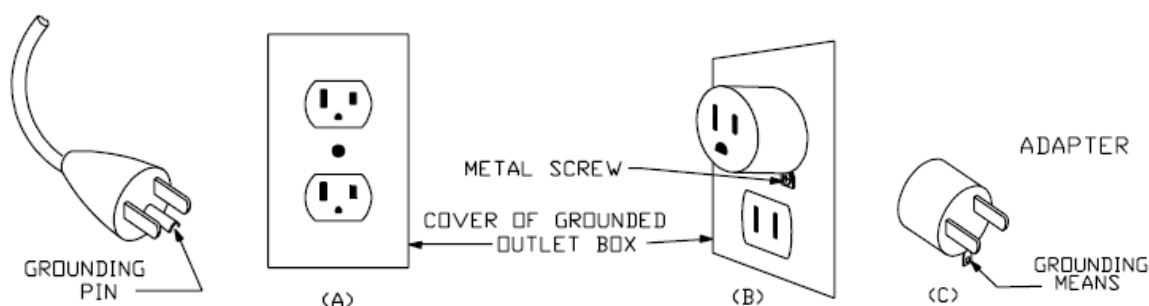 GROUNDING
PIN
(A)
METAL SCREW
COVER OF GROUNDED
OUTLET BOX
(B)
ADAPTER
(C)
GROUNDING
MEANS